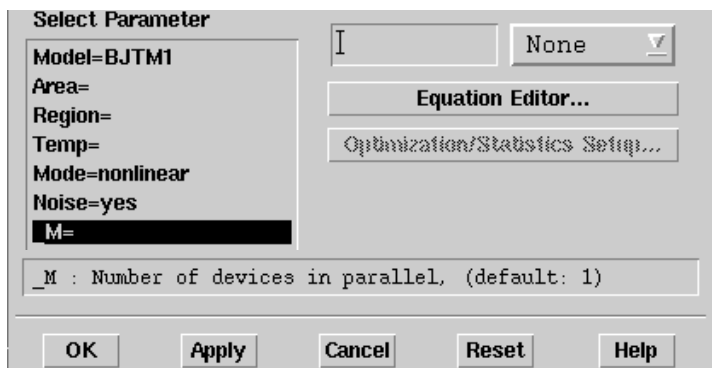 Select Parameter
Model=BJTM1
Area=
Region=
Temp=
Mode=nonlinear
Noise=yes
_M=
None
Equation Editor...
Optimization/Statistics Setup...
_M : Number of devices in parallel, (default: 1)
OK Apply Cancel Reset Help